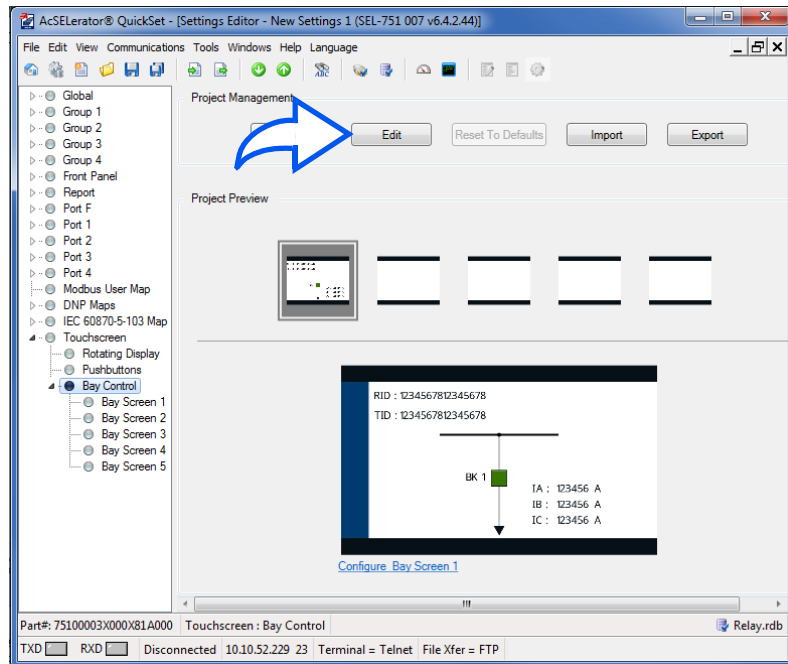 AcSELerator® QuickSet - [Settings Editor - New Settings 1 (SEL-751 007 v6.4.2.44)]
File Edit View Communications Tools Windows Help Language
Global
Group 1
Group 2
Group 3
Group 4
Front Panel
Report
Port F
Port 1
Port 2
Port 3
Port 4
Modbus User Map
DNP Maps
IEC 60870-5-103 Map
Touchscreen
Rotating Display
Pushbuttons
Bay Control
Bay Screen 1
Bay Screen 2
Bay Screen 3
Bay Screen 4
Bay Screen 5
Project Management
Edit Reset To Defaults Import Export
Project Preview
RID : 1234567812345678
TID : 1234567812345678
BK 1
IA : 123456 A
IB : 123456 A
IC : 123456 A
Configure Bay Screen 1
Part#: 75100003X000X81A000 Touchscreen : Bay Control Relay.rdb
TXD RXD Disconnected 10.10.52.229 23 Terminal = Telnet File Xfer = FTP